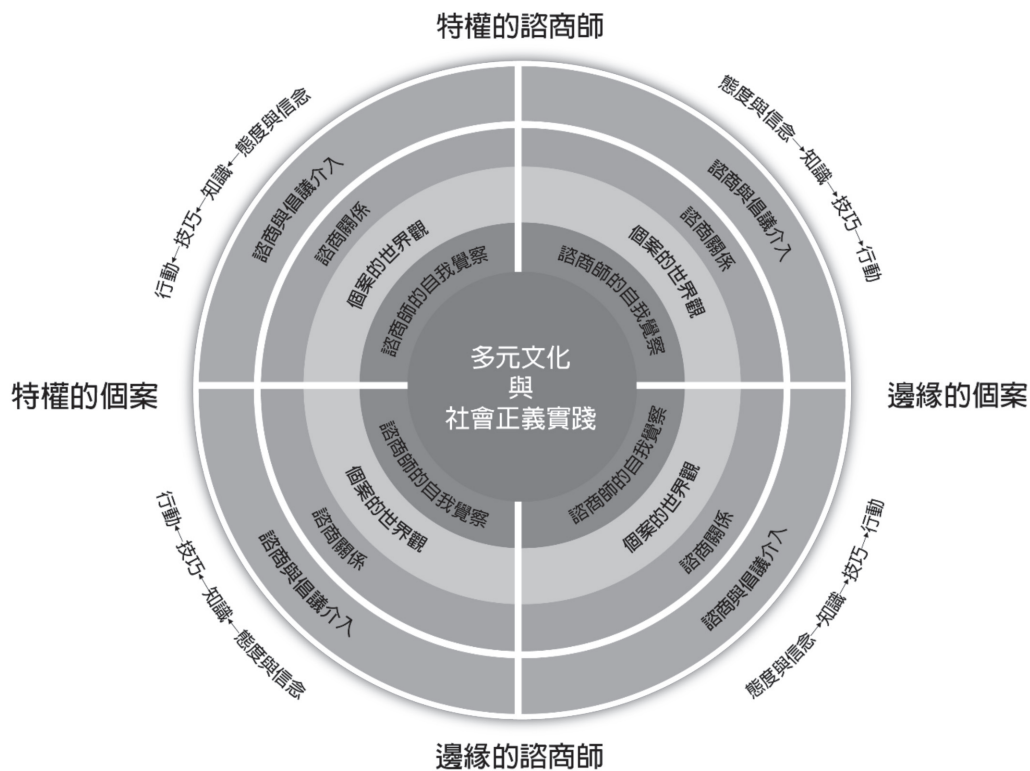 特權的諮商師
態度與信念→知識→技巧→行動
諮商與倡議介入
諮商關係
個案的世界觀
諮商師的自我覺察
態度與信念→知識→技巧→行動
諮商與倡議介入
諮商關係
個案的世界觀
諮商師的自我覺察
特權的個案
多元文化
與
社會正義實踐
邊緣的個案
諮商師的自我覺察
個案的世界觀
諮商關係
諮商與倡議介入
態度與信念→知識→技巧→行動
諮商師的自我覺察
個案的世界觀
諮商關係
諮商與倡議介入
態度與信念→知識→技巧→行動
邊緣的諮商師